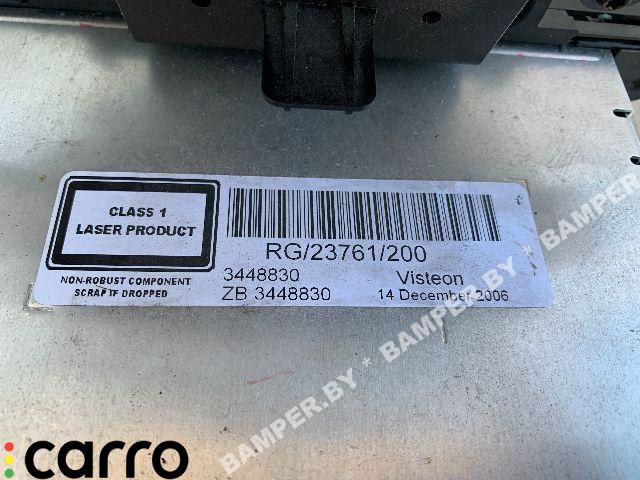 CLASS 1
LASER PRODUCT
NON-ROBUST COMPONENT
SCRAP IF DROPPED
RG/23761/200
3448830
ZB 3448830
Visteon
14 December 2006
BAMPER.BY * BAMPER.BY * BAMPER.BY
carro